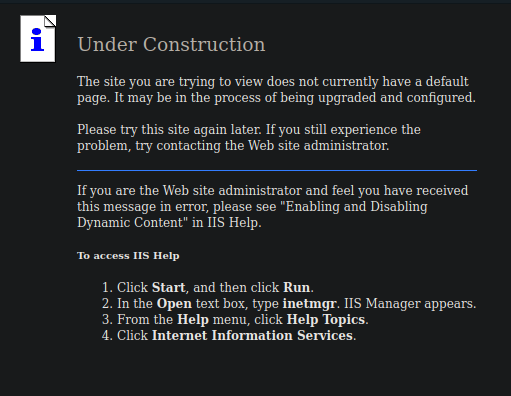 Under Construction
The site you are trying to view does not currently have a default
page. It may be in the process of being upgraded and configured.
Please try this site again later. If you still experience the
problem, try contacting the Web site administrator.
If you are the Web site administrator and feel you have received
this message in error, please see "Enabling and Disabling
Dynamic Content" in IIS Help.
To access IIS Help
1. Click Start, and then click Run.
2. In the Open text box, type inetmgr. IIS Manager appears.
3. From the Help menu, click Help Topics.
4. Click Internet Information Services.